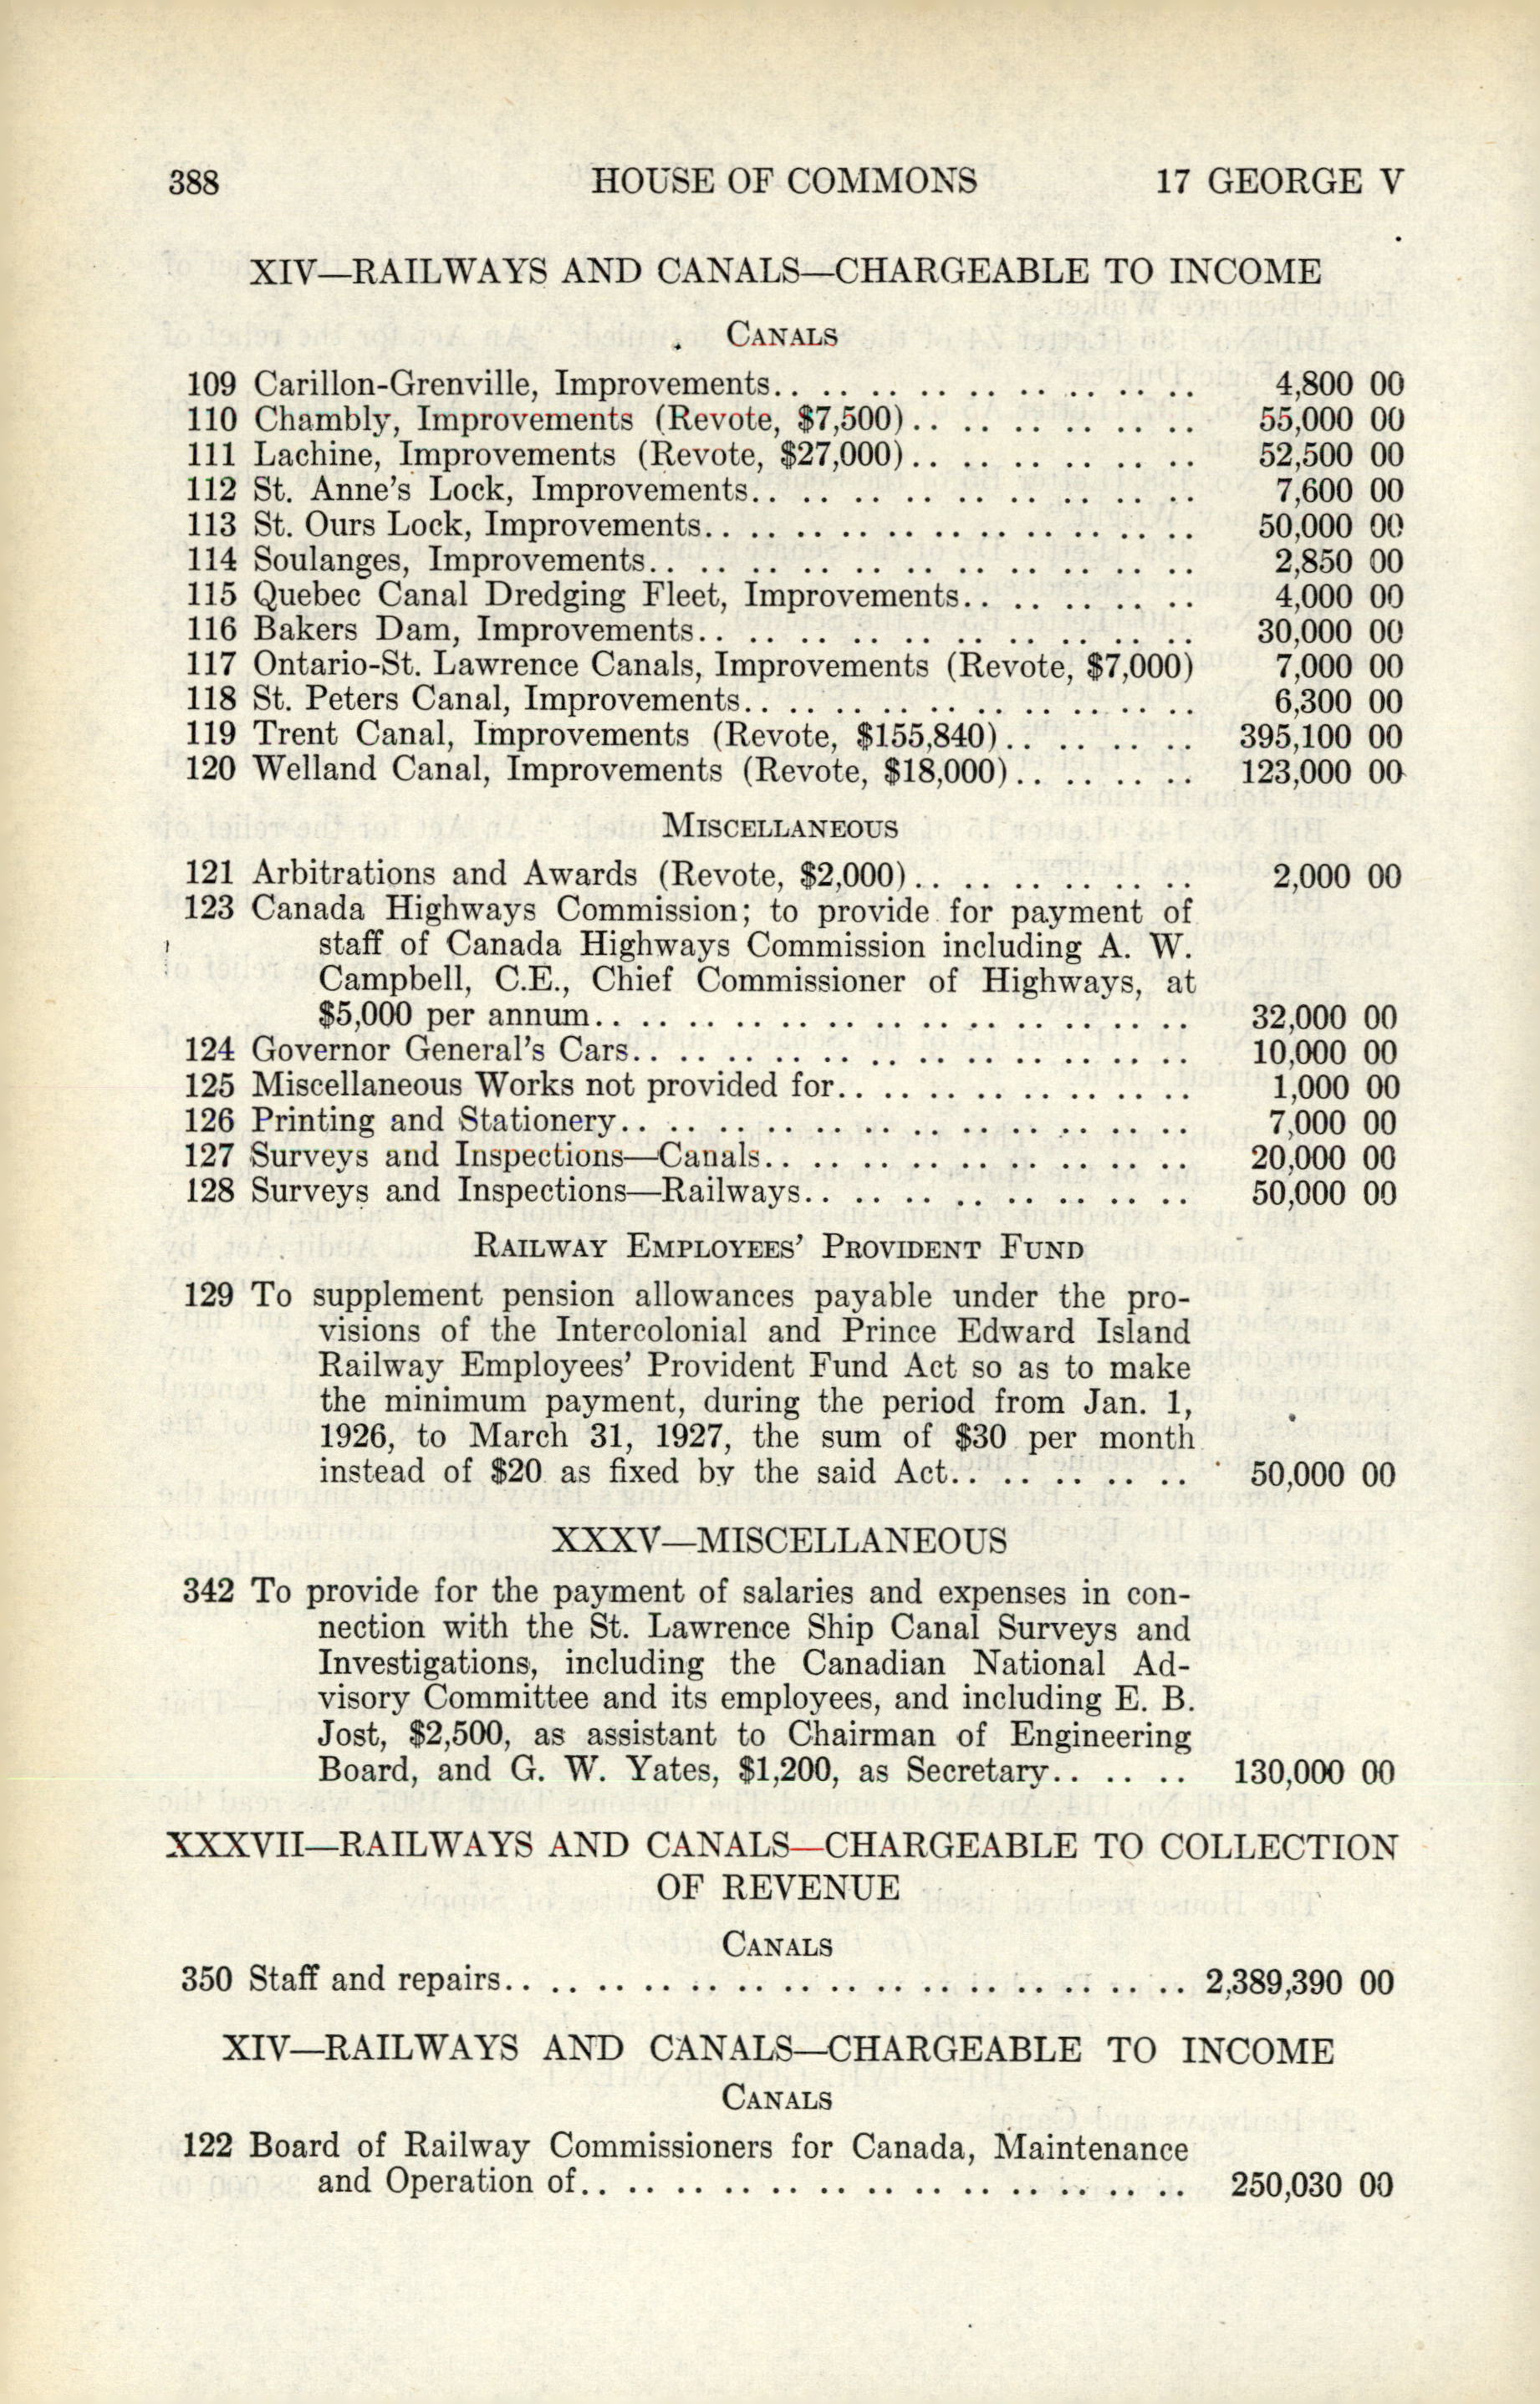 388 HOUSE OF COMMONS 17 GEORGE V
XIV—RAILWAYS AND CANALS—CHARGEABLE TO INCOME
CANALS
109 Carillon-Grenville, Improvements.. .. .. .. .. .. .. .. .. 4,800 00
110 Chambly, Improvements (Revote, $7,500).. .. .. .. .. .. 55,000 00
111 Lachine, Improvements (Revote, $27,000).. .. .. .. .. .. 52,500 00
112 St. Anne's Lock, Improvements.. .. .. .. .. .. .. .. .. 7,600 00
113 St. Ours Lock, Improvements.. .. .. .. .. .. .. .. .. .. .. 50,000 00
114 Soulanges, Improvements.. .. .. .. .. .. .. .. .. .. .. 2,850 00
115 Quebec Canal Dredging Fleet, Improvements.. .. .. .. .. 4,000 00
116 Bakers Dam, Improvements.. .. .. .. .. .. .. .. .. .. 30,000 00
117 Ontario-St. Lawrence Canals, Improvements (Revote, $7,000) 7,000 00
118 St. Peters Canal, Improvements.. .. .. .. .. .. .. .. .. .. 6,300 00
119 Trent Canal, Improvements (Revote, $155,840).. .. .. .. 395,100 00
120 Welland Canal, Improvements (Revote, $18,000).. .. .. .. 123,000 00
MISCELLANEOUS
121 Arbitrations and Awards (Revote, $2,000).. .. .. .. .. .. 2,000 00
123 Canada Highways Commission; to provide for payment of
staff of Canada Highways Commission including A. W.
Campbell, C.E., Chief Commissioner of Highways, at
$5,000 per annum.. .. .. .. .. .. .. .. .. .. .. .. .. 32,000 00
124 Governor General's Cars.. .. .. .. .. .. .. .. .. .. .. .. 10,000 00
125 Miscellaneous Works not provided for.. .. .. .. .. .. .. .. 1,000 00
126 Printing and Stationery.. .. .. .. .. .. .. .. .. .. .. .. 7,000 00
127 Surveys and Inspections—Canals.. .. .. .. .. .. .. .. .. 20,000 00
128 Surveys and Inspections—Railways.. .. .. .. .. .. .. .. 50,000 00
RAILWAY EMPLOYEES' PROVIDENT FUND
129 To supplement pension allowances payable under the pro-
visions of the Intercolonial and Prince Edward Island
Railway Employees' Provident Fund Act so as to make
the minimum payment, during the period from Jan. 1,
1926, to March 31, 1927, the sum of $30 per month
instead of $20 as fixed by the said Act.. .. .. .. .. 50,000 00
XXXV—MISCELLANEOUS
342 To provide for the payment of salaries and expenses in con-
nection with the St. Lawrence Ship Canal Surveys and
Investigations, including the Canadian National Ad-
visory Committee and its employees, and including E. B.
Jost, $2,500, as assistant to Chairman of Engineering
Board, and G. W. Yates, $1,200, as Secretary.. .. .. 130,000 00
XXXVII—RAILWAYS AND CANALS—CHARGEABLE TO COLLECTION
OF REVENUE
CANALS
350 Staff and repairs.. .. .. .. .. .. .. .. .. .. .. .. .. .. .. 2,389,390 00
XIV—RAILWAYS AND CANALS—CHARGEABLE TO INCOME
CANALS
122 Board of Railway Commissioners for Canada, Maintenance
and Operation of.. .. .. .. .. .. .. .. .. .. .. .. .. 250,030 00